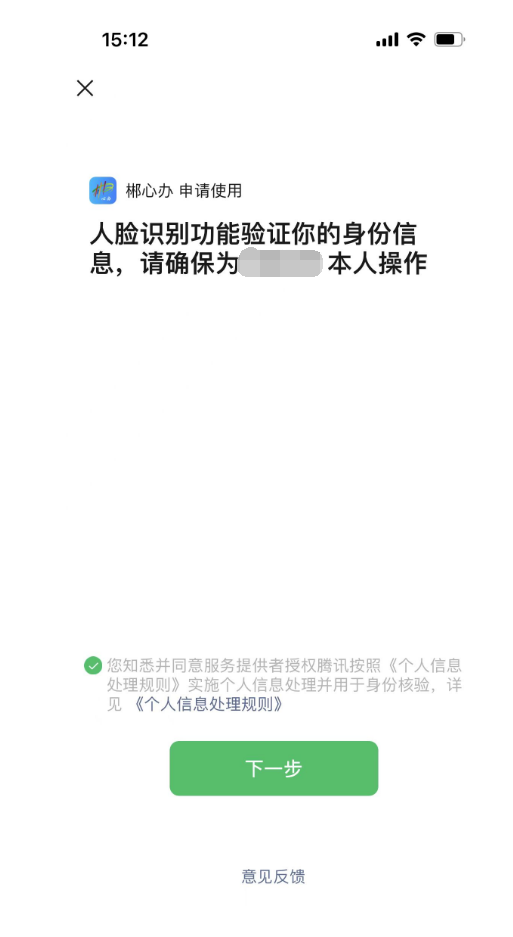 15:12
郴心办 申请使用
人脸识别功能验证你的身份信
息，请确保为 本人操作
您知悉并同意服务提供者授权腾讯按照《个人信息
处理规则》实施个人信息处理并用于身份核验，详
见 《个人信息处理规则》
下一步
意见反馈